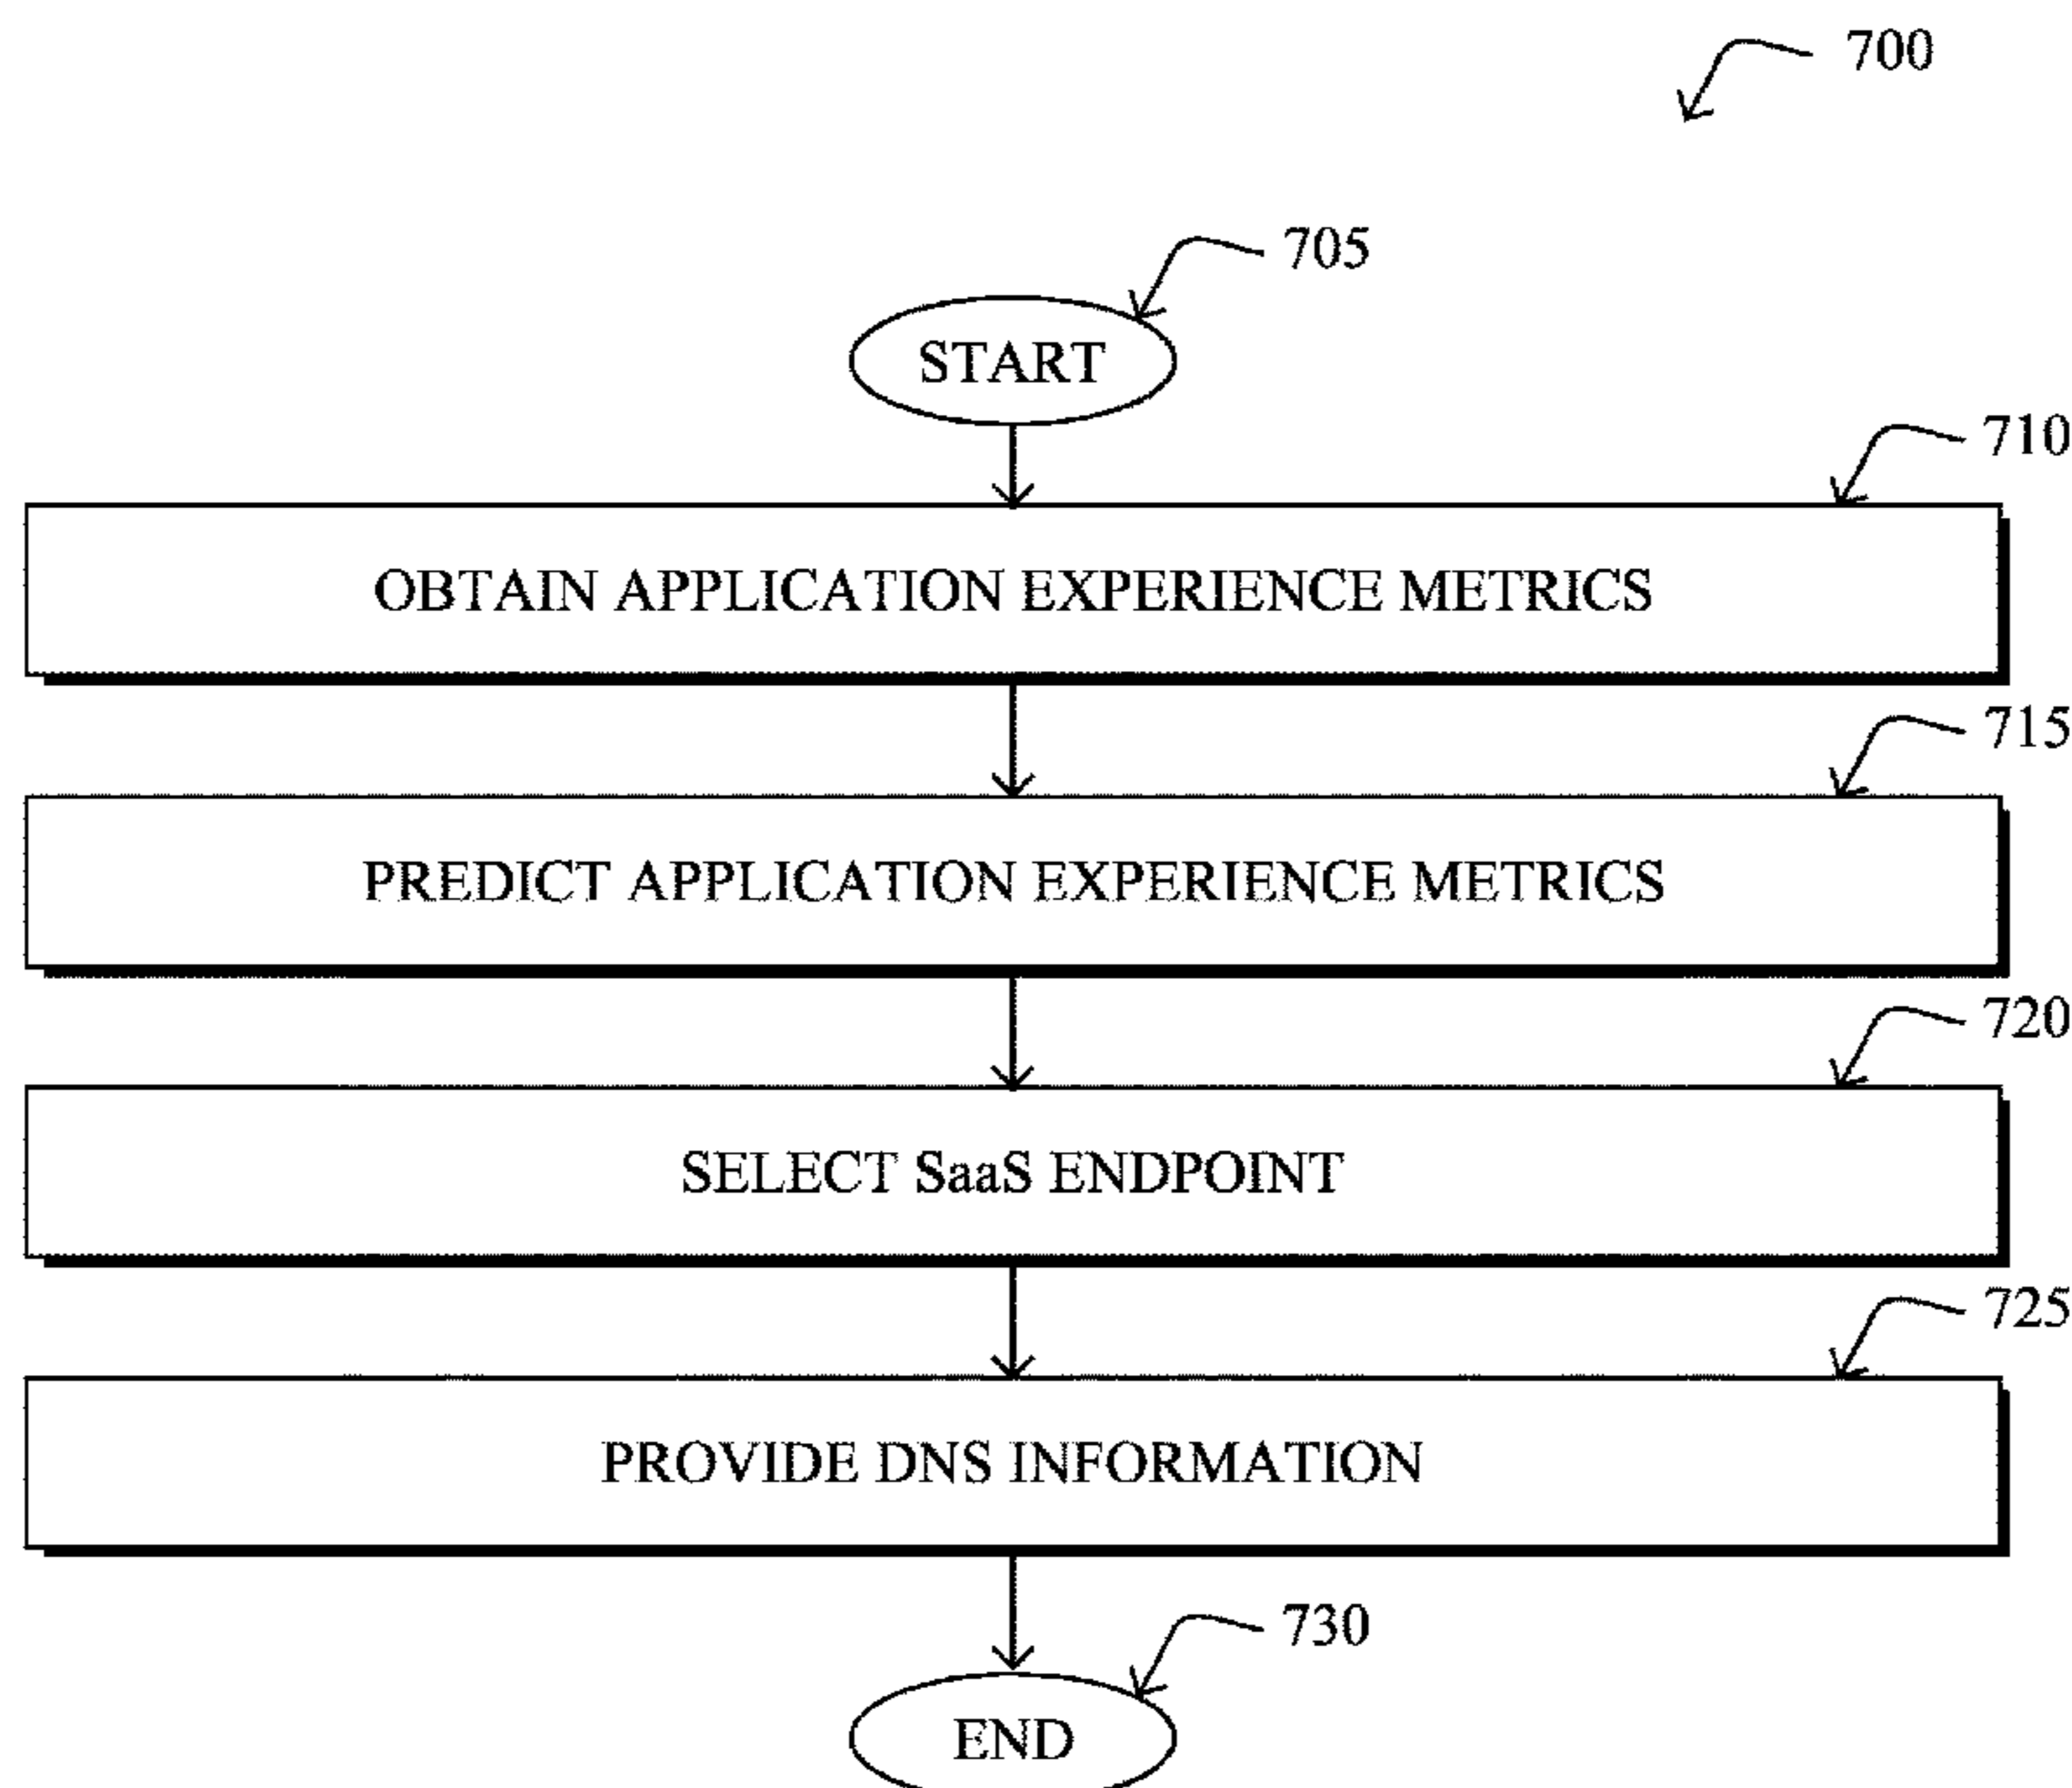 700
705
START
710
OBTAIN APPLICATION EXPERIENCE METRICS
715
PREDICT APPLICATION EXPERIENCE METRICS
720
SELECT SaaS ENDPOINT
725
PROVIDE DNS INFORMATION
730
END